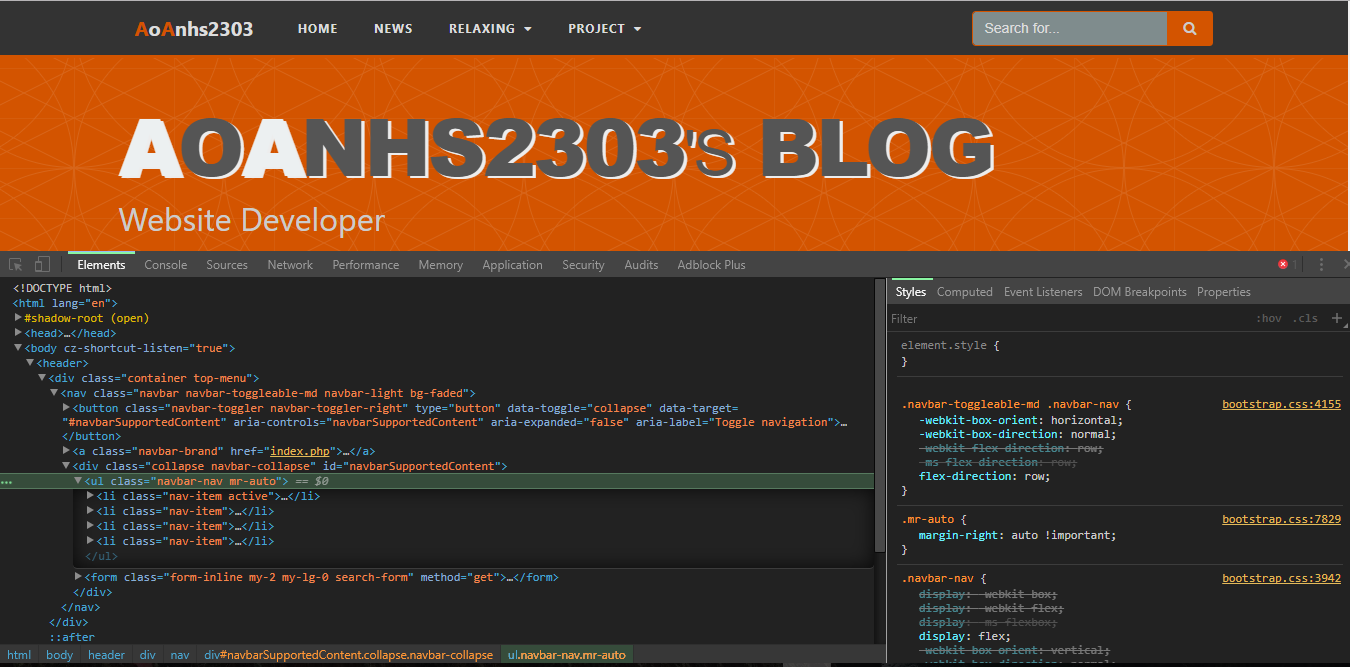 AoAnhs2303 HOME NEWS RELAXING PROJECT Search for...
AOANHS2303'S BLOG
Website Developer
Elements Console Sources Network Performance Memory Application Security Audits Adblock Plus
<!DOCTYPE html>
<html lang="en">
#shadow-root (open)
<head>…</head>
<body cz-shortcut-listen="true">
<header>
<div class="container top-menu">
<nav class="navbar navbar-toggleable-md navbar-light bg-faded">
<button class="navbar-toggler navbar-toggler-right" type="button" data-toggle="collapse" data-target=
"#navbarSupportedContent" aria-controls="navbarSupportedContent" aria-expanded="false" aria-label="Toggle navigation">…
</button>
<a class="navbar-brand" href="index.php">…</a>
<div class="collapse navbar-collapse" id="navbarSupportedContent">
... <ul class="navbar-nav mr-auto"> == $0
<li class="nav-item active">…</li>
<li class="nav-item">…</li>
<li class="nav-item">…</li>
<li class="nav-item">…</li>
</ul>
<form class="form-inline my-2 my-lg-0 search-form" method="get">…</form>
</div>
</nav>
</div>
::after
html body header div nav div#navbarSupportedContent.collapse.navbar-collapse ul.navbar-nav.mr-auto
Styles Computed Event Listeners DOM Breakpoints Properties
Filter :hov .cls +
element.style {
}
.navbar-toggleable-md .navbar-nav { bootstrap.css:4155
-webkit-box-orient: horizontal;
-webkit-box-direction: normal;
-webkit-flex-direction: row;
-ms-flex-direction: row;
flex-direction: row;
}
.mr-auto { bootstrap.css:7829
margin-right: auto !important;
}
.navbar-nav { bootstrap.css:3942
display: -webkit-box;
display: -webkit-flex;
display: -ms-flexbox;
display: flex;
-webkit-box-orient: vertical;